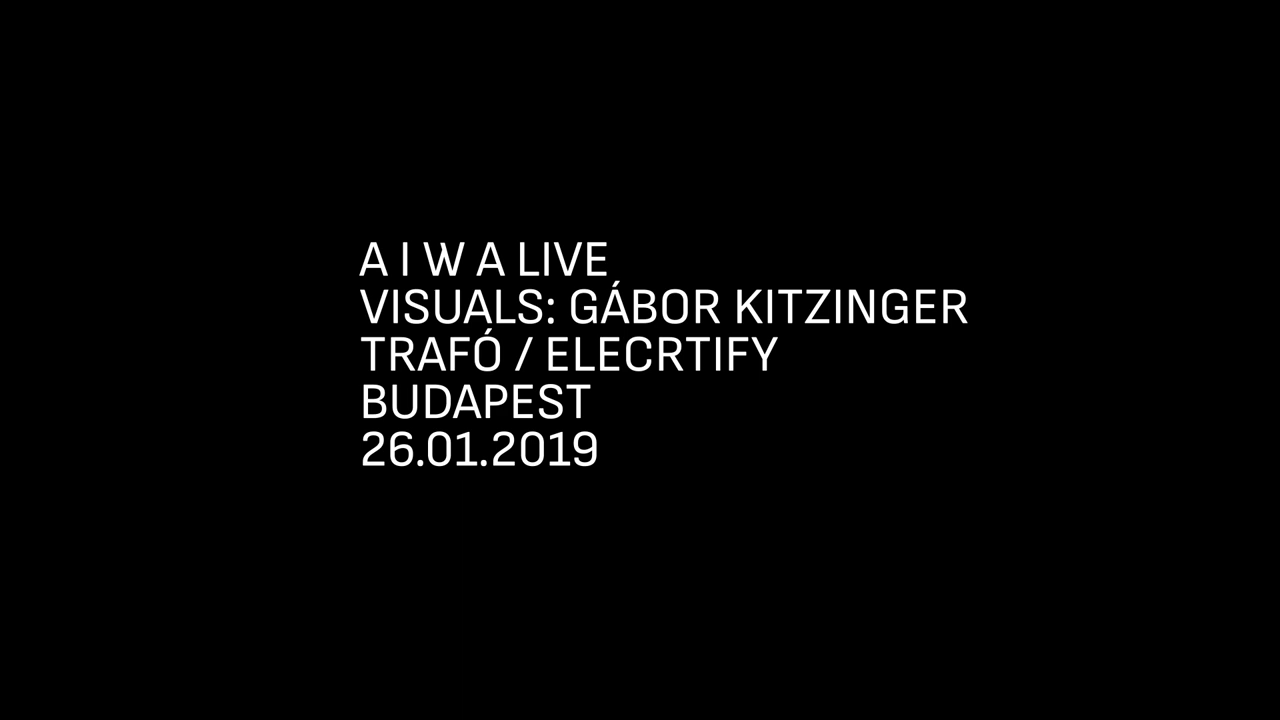 A I W A LIVE
VISUALS: GÁBOR KITZINGER
TRAFÓ / ELECRTIFY
BUDAPEST
26.01.2019